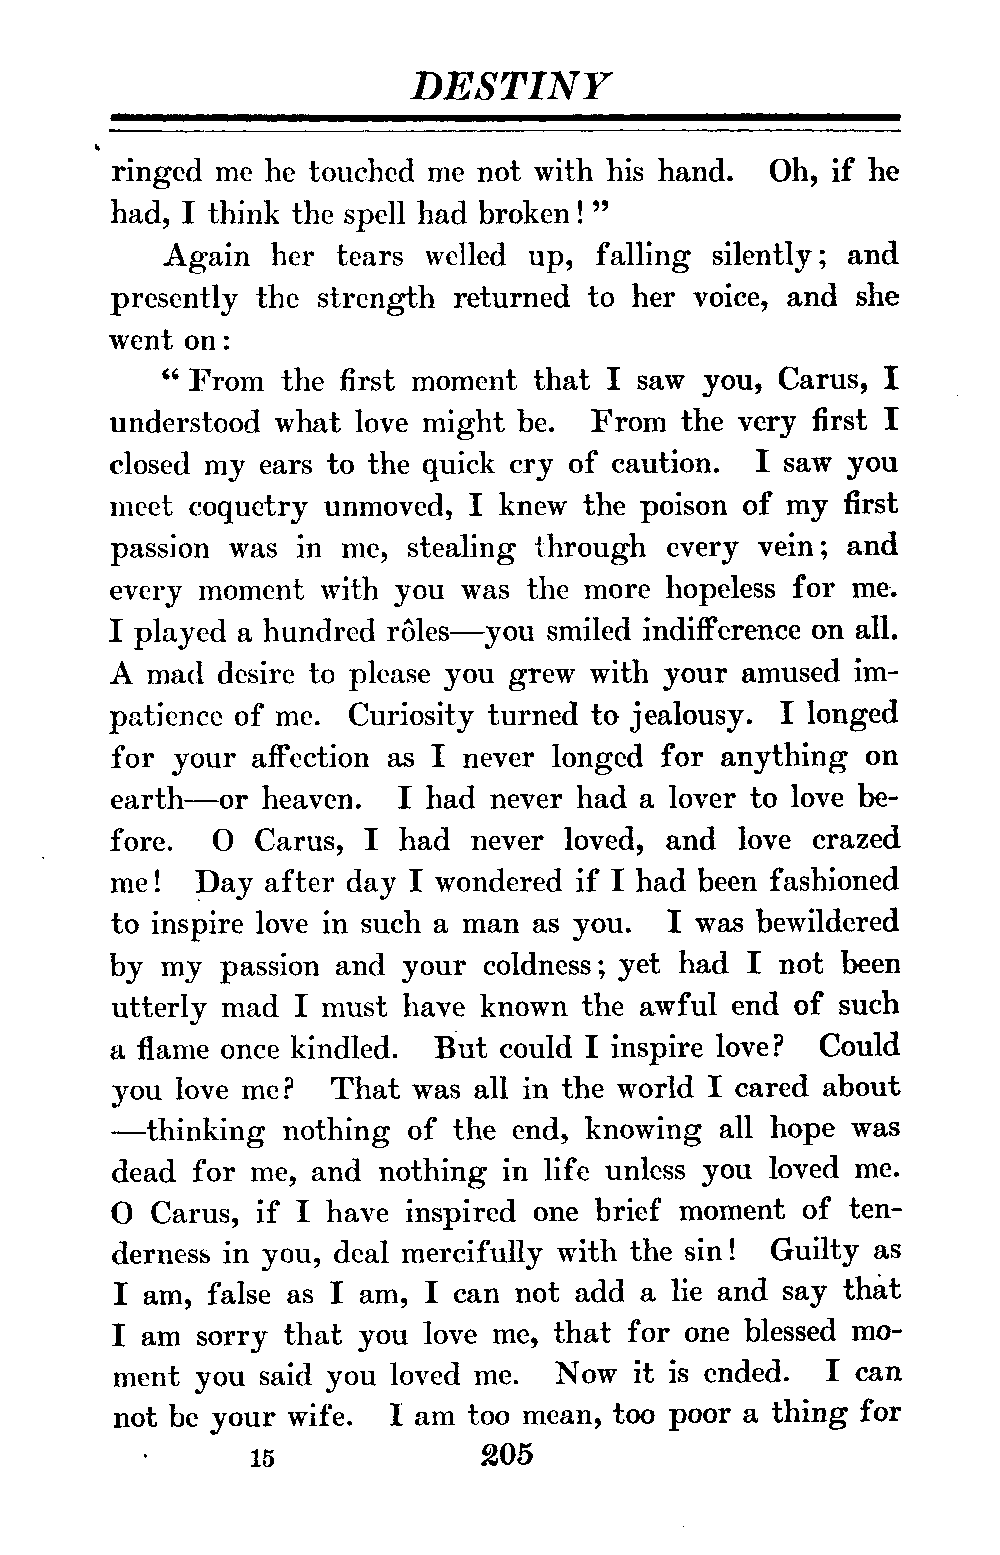 DESTINY
ringed me he touched me not with his hand. Oh, if he
had, I think the spell had broken!”
Again her tears welled up, falling silently; and
presently the strength returned to her voice, and she
went on:
“From the first moment that I saw you, Carus, I
understood what love might be. From the very first I
closed my ears to the quick cry of caution. I saw you
meet coquetry unmoved, I knew the poison of my first
passion was in me, stealing through every vein; and
every moment with you was the more hopeless for me.
I played a hundred rôles—you smiled indifference on all.
A mad desire to please you grew with your amused im-
patience of me. Curiosity turned to jealousy. I longed
for your affection as I never longed for anything on
earth—or heaven. I had never had a lover to love be-
fore. O Carus, I had never loved, and love crazed
me! Day after day I wondered if I had been fashioned
to inspire love in such a man as you. I was bewildered
by my passion and your coldness; yet had I not been
utterly mad I must have known the awful end of such
a flame once kindled. But could I inspire love? Could
you love me? That was all in the world I cared about
—thinking nothing of the end, knowing all hope was
dead for me, and nothing in life unless you loved me.
O Carus, if I have inspired one brief moment of ten-
derness in you, deal mercifully with the sin! Guilty as
I am, false as I am, I can not add a lie and say that
I am sorry that you love me, that for one blessed mo-
ment you said you loved me. Now it is ended. I can
not be your wife. I am too mean, too poor a thing for
15 205